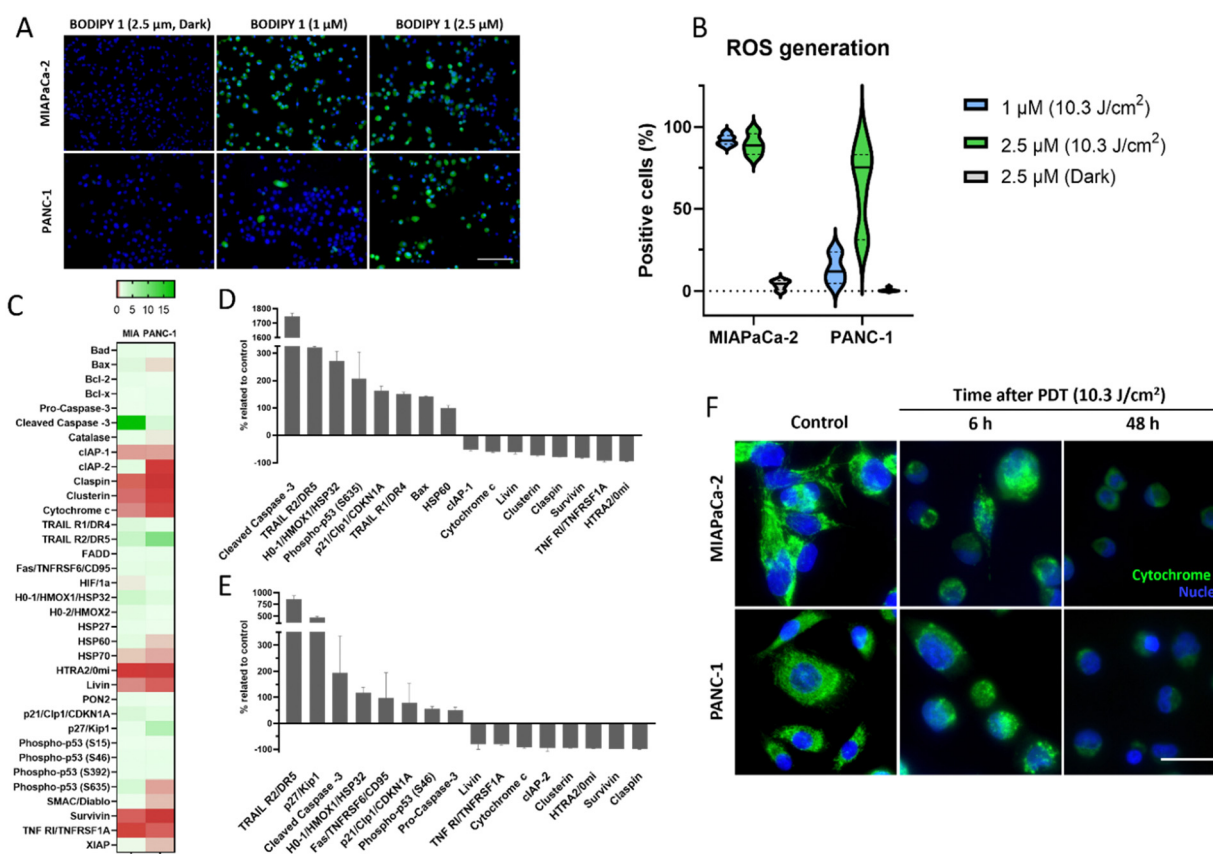 A
BODIPY 1 (2.5 µm, Dark) BODIPY 1 (1 µM) BODIPY 1 (2.5 µM)
MIAPaCa-2
PANC-1
B
ROS generation
Positive cells (%)
100
50
0
MIAPaCa-2 PANC-1
1 µM (10.3 J/cm²)
2.5 µM (10.3 J/cm²)
2.5 µM (Dark)
C
0 5 10 15
MIA PANC-1
Bad
Bax
Bcl-2
Bcl-x
Pro-Caspase-3
Cleaved Caspase -3
Catalase
cIAP-1
cIAP-2
Claspin
Clusterin
Cytochrome c
TRAIL R1/DR4
TRAIL R2/DR5
FADD
Fas/TNFRSF6/CD95
HIF/1a
H0-1/HMOX1/HSP32
H0-2/HMOX2
HSP27
HSP60
HSP70
HTRA2/0mi
Livin
PON2
p21/Clp1/CDKN1A
p27/Kip1
Phospho-p53 (S15)
Phospho-p53 (S46)
Phospho-p53 (S392)
Phospho-p53 (S635)
SMAC/Diablo
Survivin
TNF RI/TNFRSF1A
XIAP
D
% related to control
1800
1700
300
200
100
0
-100
Cleaved Caspase -3
TRAIL R2/DR5
H0-1/HMOX1/HSP32
Phospho-p53 (S635)
p21/Clp1/CDKN1A
TRAIL R1/DR4
Bax
HSP60
cIAP-1
Cytochrome c
Livin
Clusterin
Claspin
Survivin
TNF RI/TNFRSF1A
HTRA2/0mi
E
% related to control
1000
750
500
300
200
100
0
-100
TRAIL R2/DR5
p27/Kip1
Cleaved Caspase-3
H0-1/HMOX1/HSP32
Fas/TNFRSF6/CD95
p21/Clp1/CDKN1A
Phospho-p53 (S46)
Pro-Caspase-3
Livin
TNF RI/TNFRSF1A
Cytochrome c
cIAP-2
Clusterin
HTRA2/0mi
Survivin
Claspin
F
Time after PDT (10.3 J/cm²)
Control 6 h 48 h
MIAPaCa-2
Cytochrome
Nucle
PANC-1